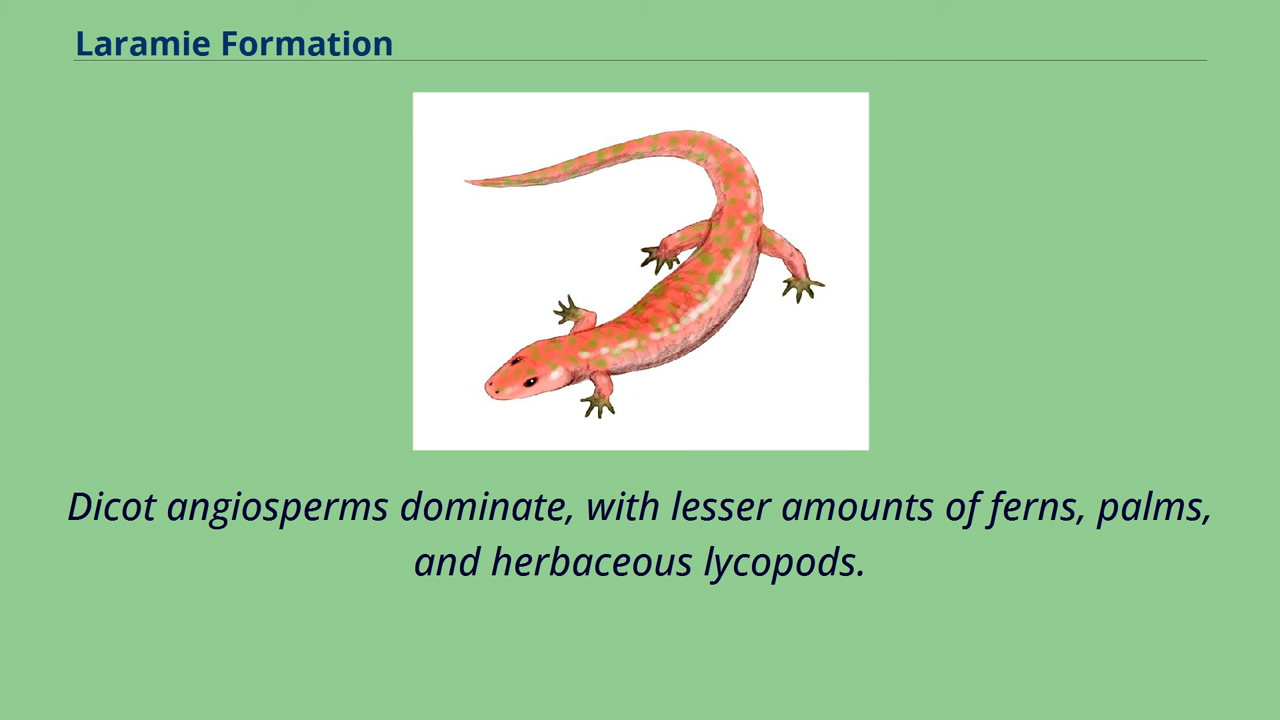 Laramie Formation
Dicot angiosperms dominate, with lesser amounts of ferns, palms,
and herbaceous lycopods.